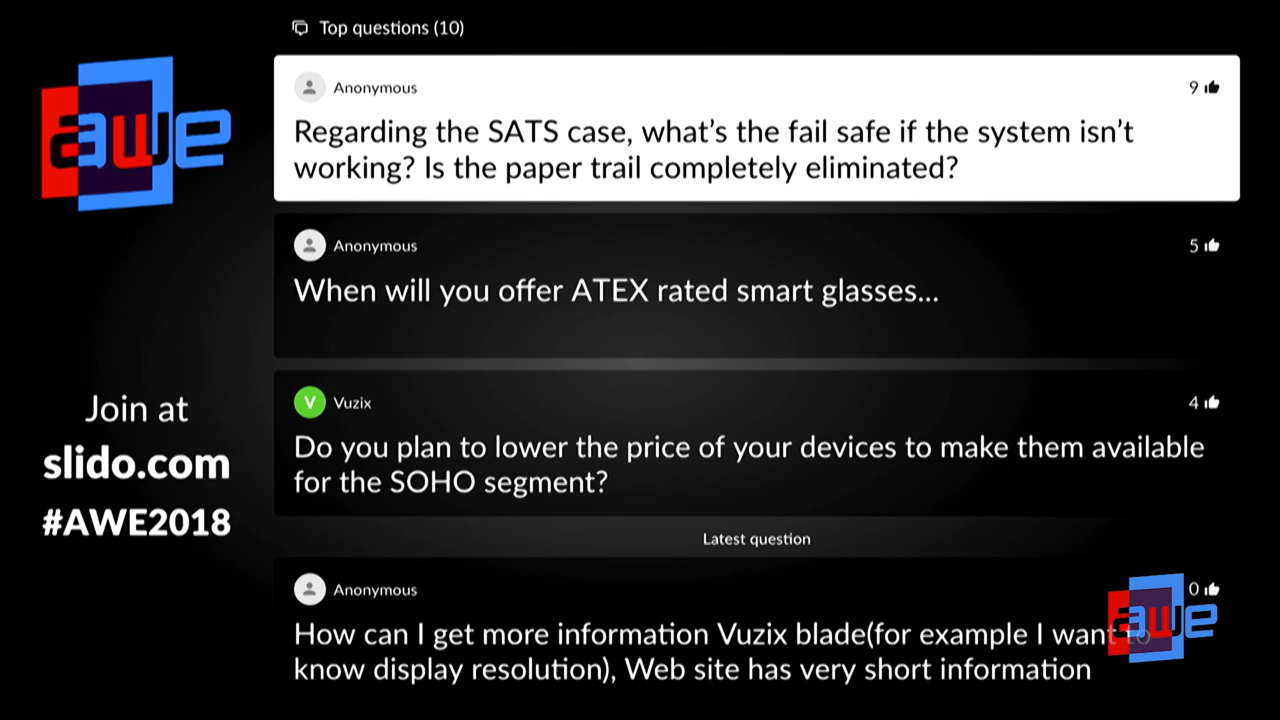 Top questions (10)
awe
Anonymous
9
Regarding the SATS case, what's the fail safe if the system isn't
working? Is the paper trail completely eliminated?
Anonymous
5
When will you offer ATEX rated smart glasses...
V
Vuzix
4
Do you plan to lower the price of your devices to make them available
for the SOHO segment?
Join at
slido.com
#AWE2018
Latest question
Anonymous
0
How can I get more information Vuzix blade(for example I want to
know display resolution), Web site has very short information
awe